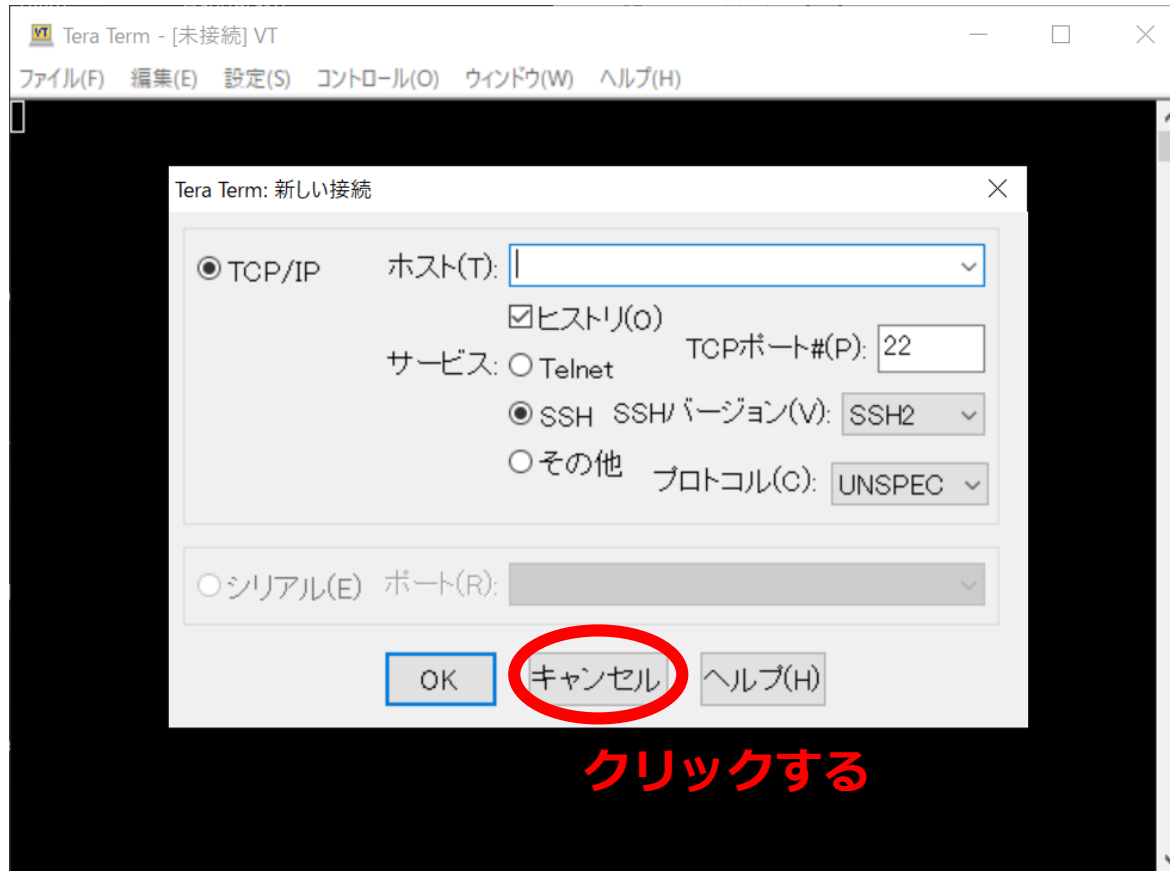 Tera Term - [未接続] VT
ファイル(F) 編集(E) 設定(S) コントロール(O) ウィンドウ(W) ヘルプ(H)
Tera Term: 新しい接続
TCP/IP ホスト(T):
ヒストリ(O)
サービス: Telnet TCPポート#(P): 22
SSH SSHバージョン(V): SSH2
その他 プロトコル(C): UNSPEC
シリアル(E) ポート(R):
OK キャンセル ヘルプ(H)
クリックする